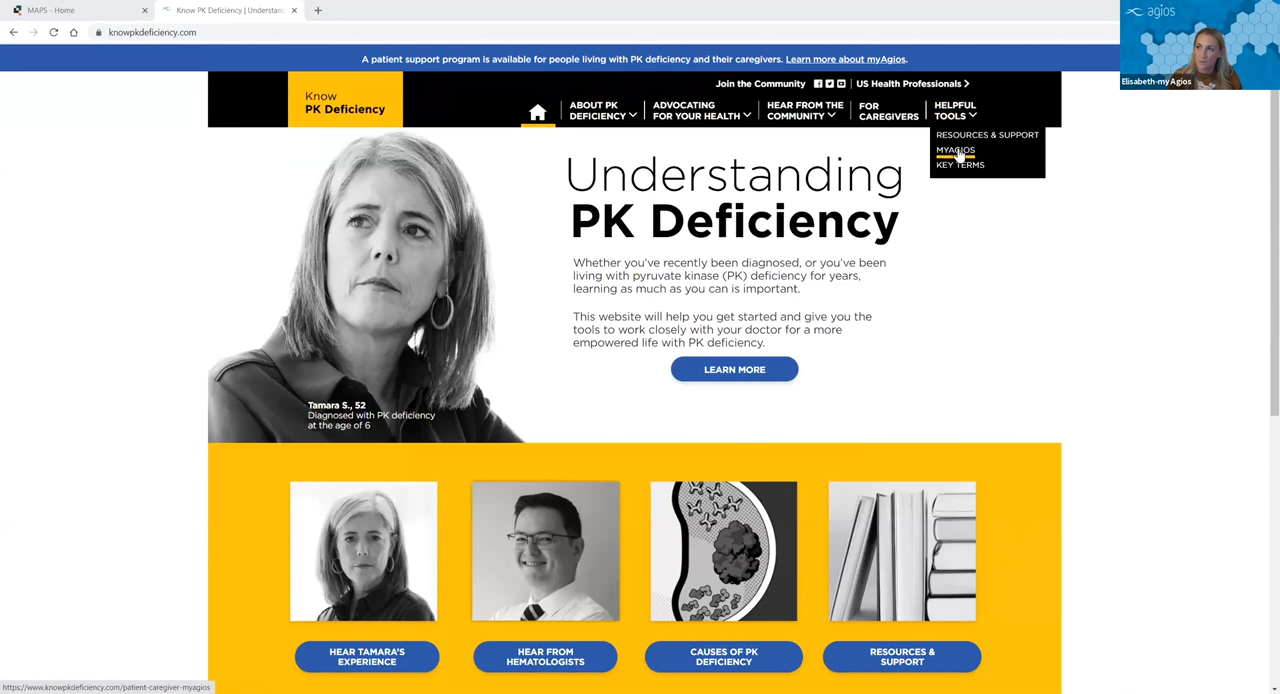 MAPS - Home
Know PK Deficiency | Understan
knowpkdeficiency.com
agios
Elisabeth-my Agios
A patient support program is available for people living with PK deficiency and their caregivers. Learn more about myAgios.
Join the Community
US Health Professionals
Know
PK Deficiency
ABOUT PK
DEFICIENCY
ADVOCATING
FOR YOUR HEALTH
HEAR FROM THE
COMMUNITY
FOR
CAREGIVERS
HELPFUL
TOOLS
RESOURCES & SUPPORT
MYAGIOS
KEY TERMS
Understanding
PK Deficiency
Whether you've recently been diagnosed, or you've been
living with pyruvate kinase (PK) deficiency for years,
learning as much as you can is important.
This website will help you get started and give you the
tools to work closely with your doctor for a more
empowered life with PK deficiency.
LEARN MORE
Tamara S., 52
Diagnosed with PK deficiency
at the age of 6
HEAR TAMARA'S
EXPERIENCE
HEAR FROM
HEMATOLOGISTS
CAUSES OF PK
DEFICIENCY
RESOURCES &
SUPPORT
https://www.knowpkdeficiency.com/patient-caregiver-myagios